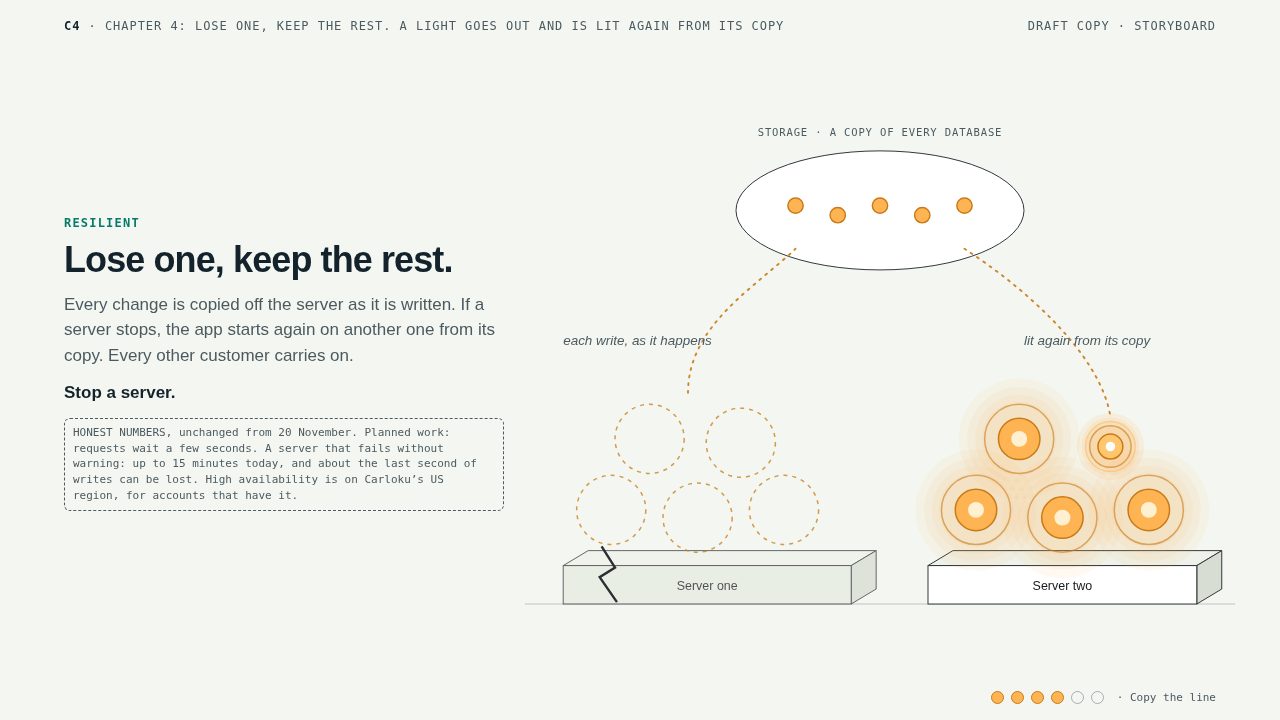 C4 · CHAPTER 4: LOSE ONE, KEEP THE REST. A LIGHT GOES OUT AND IS LIT AGAIN FROM ITS COPY
DRAFT COPY · STORYBOARD
STORAGE · A COPY OF EVERY DATABASE
RESILIENT
Lose one, keep the rest.
Every change is copied off the server as it is written. If a
server stops, the app starts again on another one from its
copy. Every other customer carries on.
Stop a server.
HONEST NUMBERS, unchanged from 20 November. Planned work:
requests wait a few seconds. A server that fails without
warning: up to 15 minutes today, and about the last second of
writes can be lost. High availability is on Carloku’s US
region, for accounts that have it.
each write, as it happens
lit again from its copy
Server one
Server two
· Copy the line